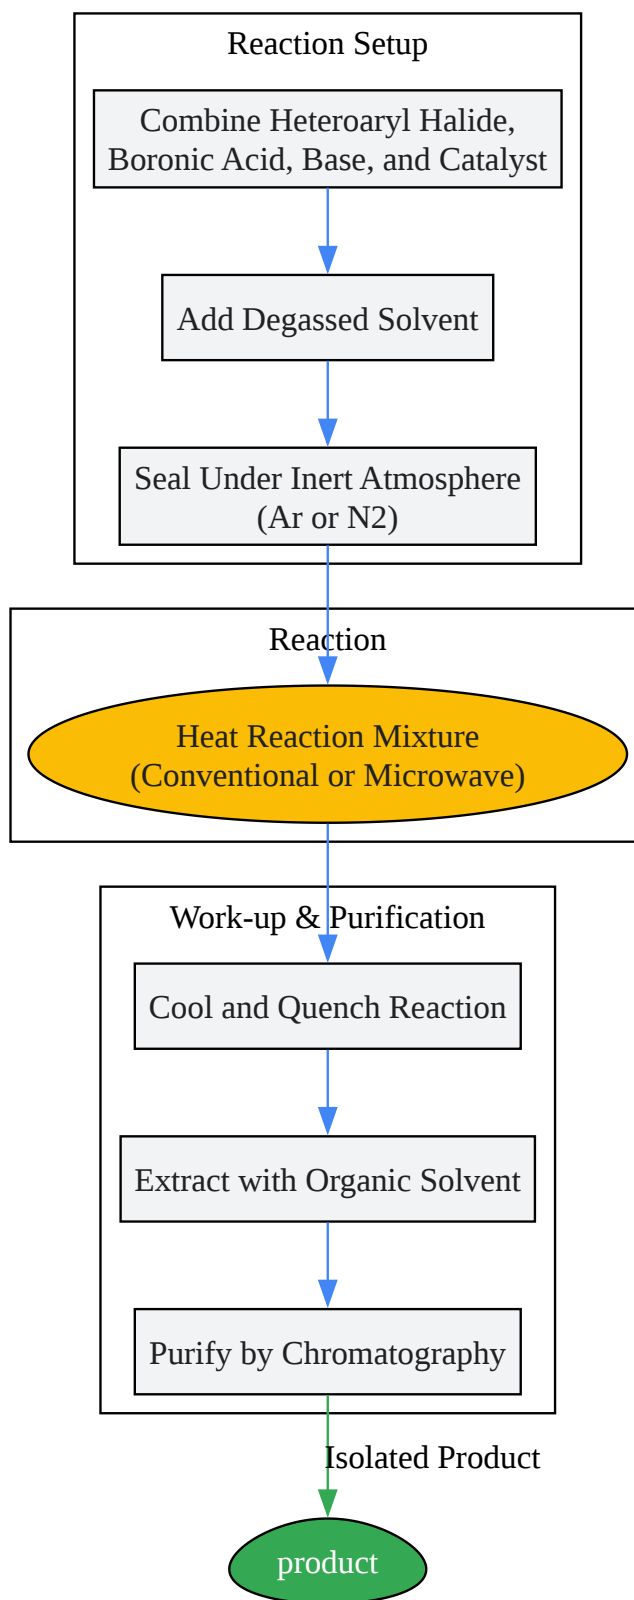 Reaction Setup
Combine Heteroaryl Halide,
Boronic Acid, Base, and Catalyst
Add Degassed Solvent
Seal Under Inert Atmosphere
(Ar or N2)
Reaction
Heat Reaction Mixture
(Conventional or Microwave)
Work-up & Purification
Cool and Quench Reaction
Extract with Organic Solvent
Purify by Chromatography
Isolated Product
product